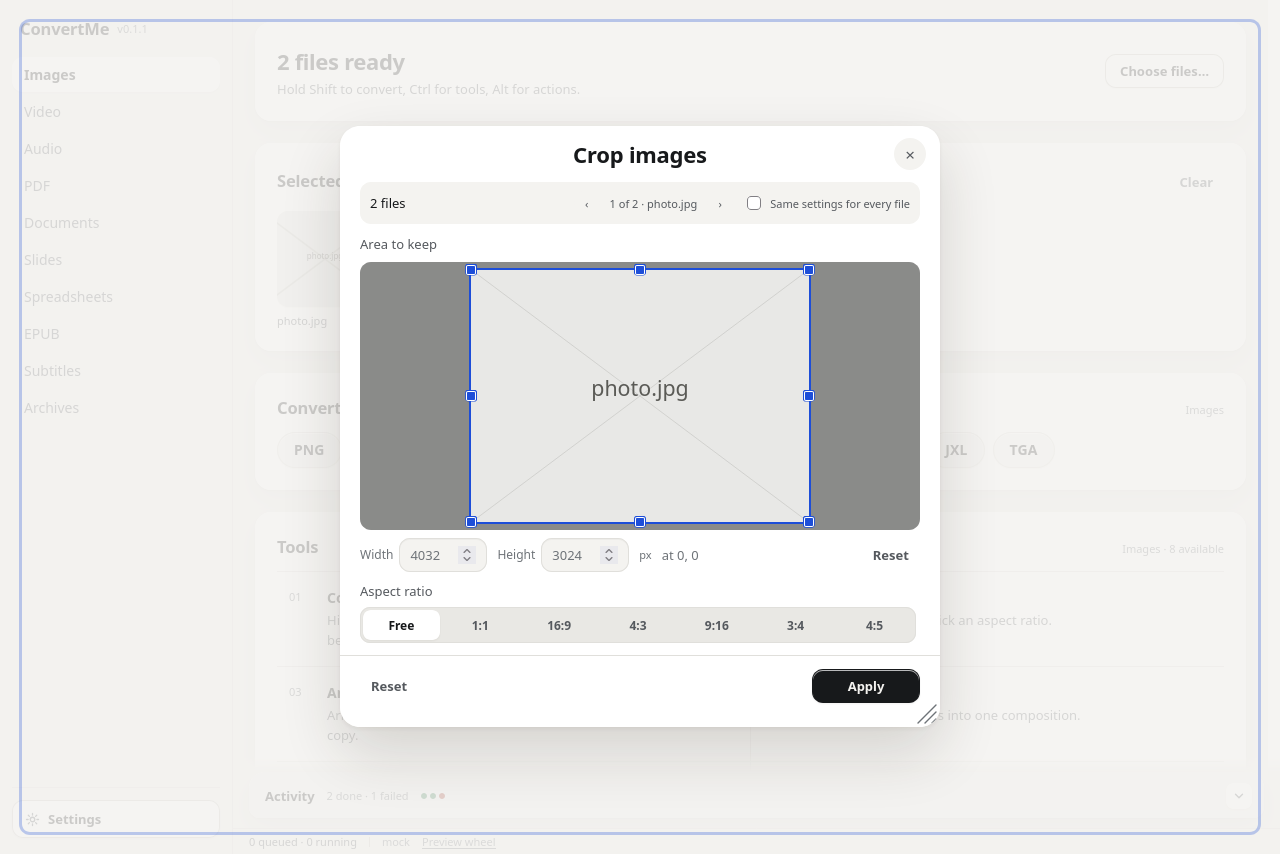 ConvertMe v0.1.1
Images
Video
Audio
PDF
Documents
Slides
Spreadsheets
EPUB
Subtitles
Archives
Settings
2 files ready
Hold Shift to convert, Ctrl for tools, Alt for actions.
Choose files...
Selected
Clear
photo.jpg
Convert
Images
PNG
JXL
TGA
Tools
Images · 8 available
01
ck an aspect ratio.
03
s into one composition.
copy.
Crop images
×
2 files
‹ 1 of 2 · photo.jpg ›
Same settings for every file
Area to keep
photo.jpg
Width 4032 Height 3024 px at 0, 0
Reset
Aspect ratio
Free 1:1 16:9 4:3 9:16 3:4 4:5
Reset
Apply
Activity 2 done · 1 failed
0 queued · 0 running mock Preview wheel